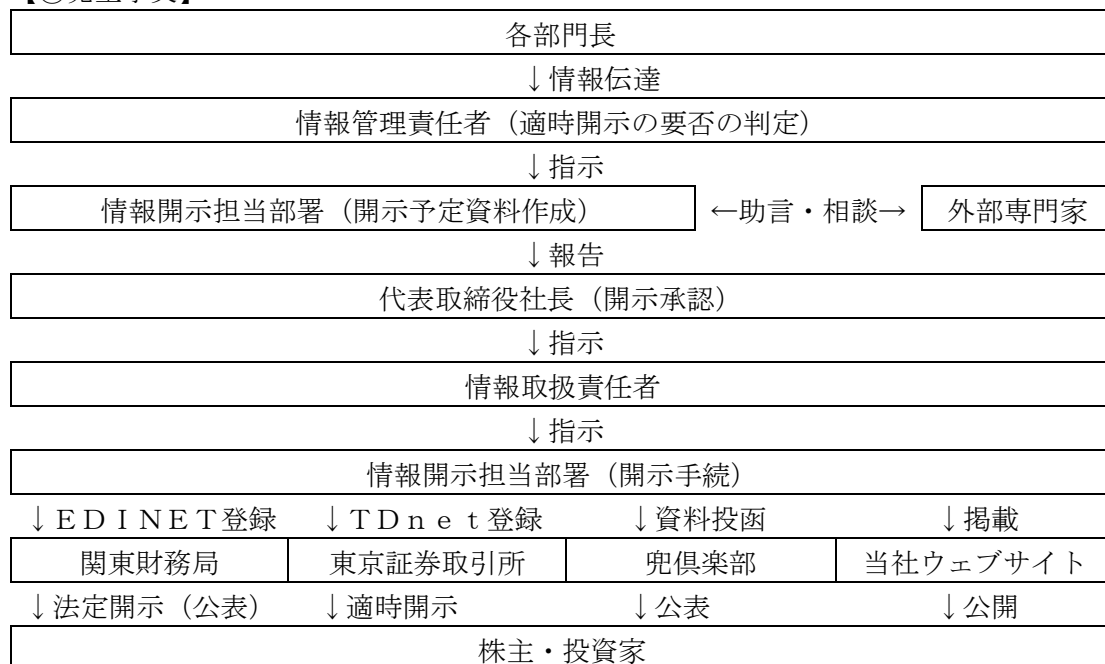 各部門長
↓情報伝達
情報管理責任者（適時開示の要否の判定）
↓指示
情報開示担当部署（開示予定資料作成） ←助言・相談→ 外部専門家
↓報告
代表取締役社長（開示承認）
↓指示
情報取扱責任者
↓指示
情報開示担当部署（開示手続）
↓ＥＤＩＮＥＴ登録 ↓ＴＤｎｅｔ登録 ↓資料投函 ↓掲載
関東財務局 東京証券取引所 兜倶楽部 当社ウェブサイト
↓法定開示（公表） ↓適時開示 ↓公表 ↓公開
株主・投資家